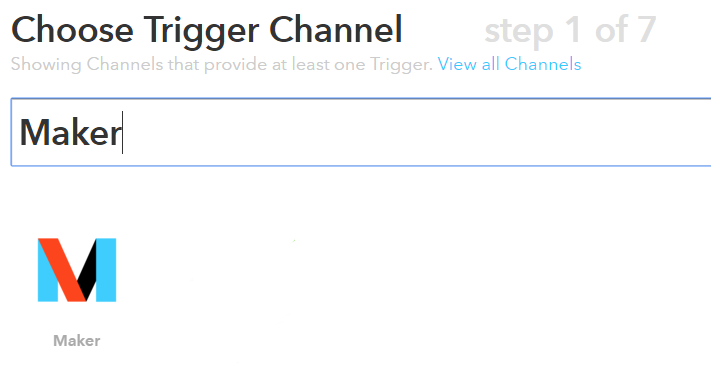 Choose Trigger Channel step 1 of 7
Showing Channels that provide at least one Trigger. View all Channels
Maker
Maker